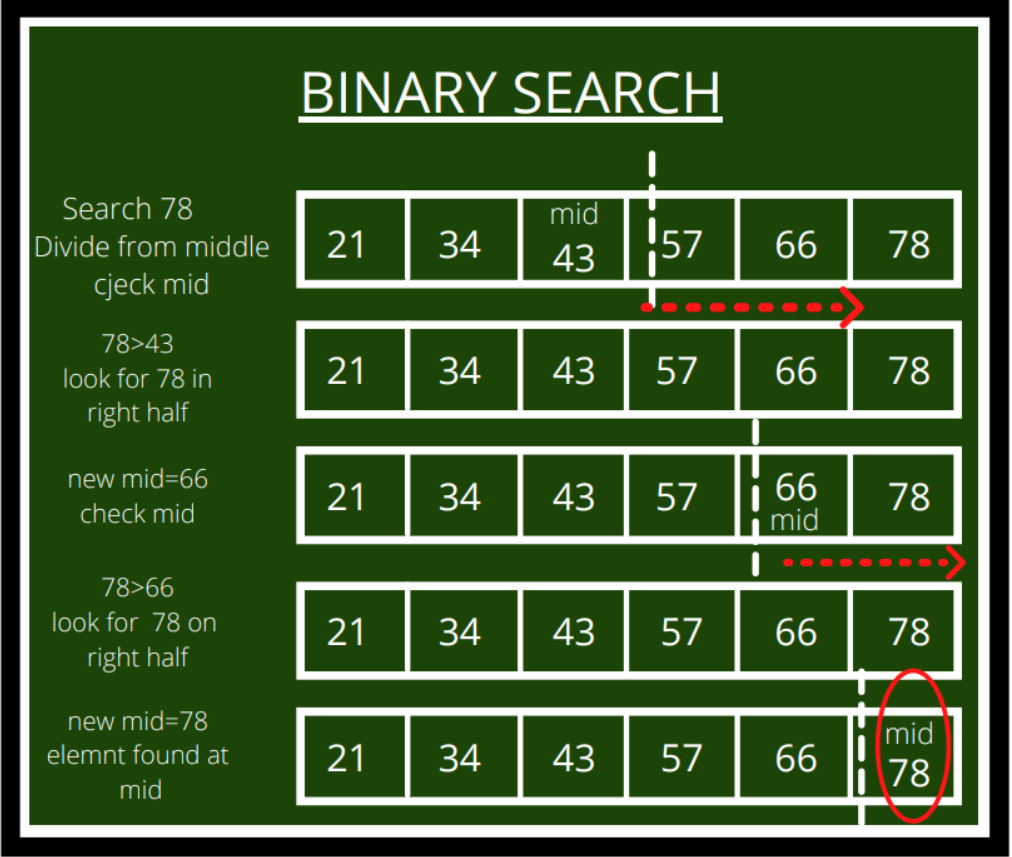 BINARY SEARCH
Search 78
Divide from middle
cjeck mid
mid
21 34 43 57 66 78
78>43
look for 78 in
right half
21 34 43 57 66 78
new mid=66
check mid
21 34 43 57 66 78
mid
78>66
look for 78 on
right half
21 34 43 57 66 78
new mid=78
elemnt found at
mid
mid
21 34 43 57 66 78